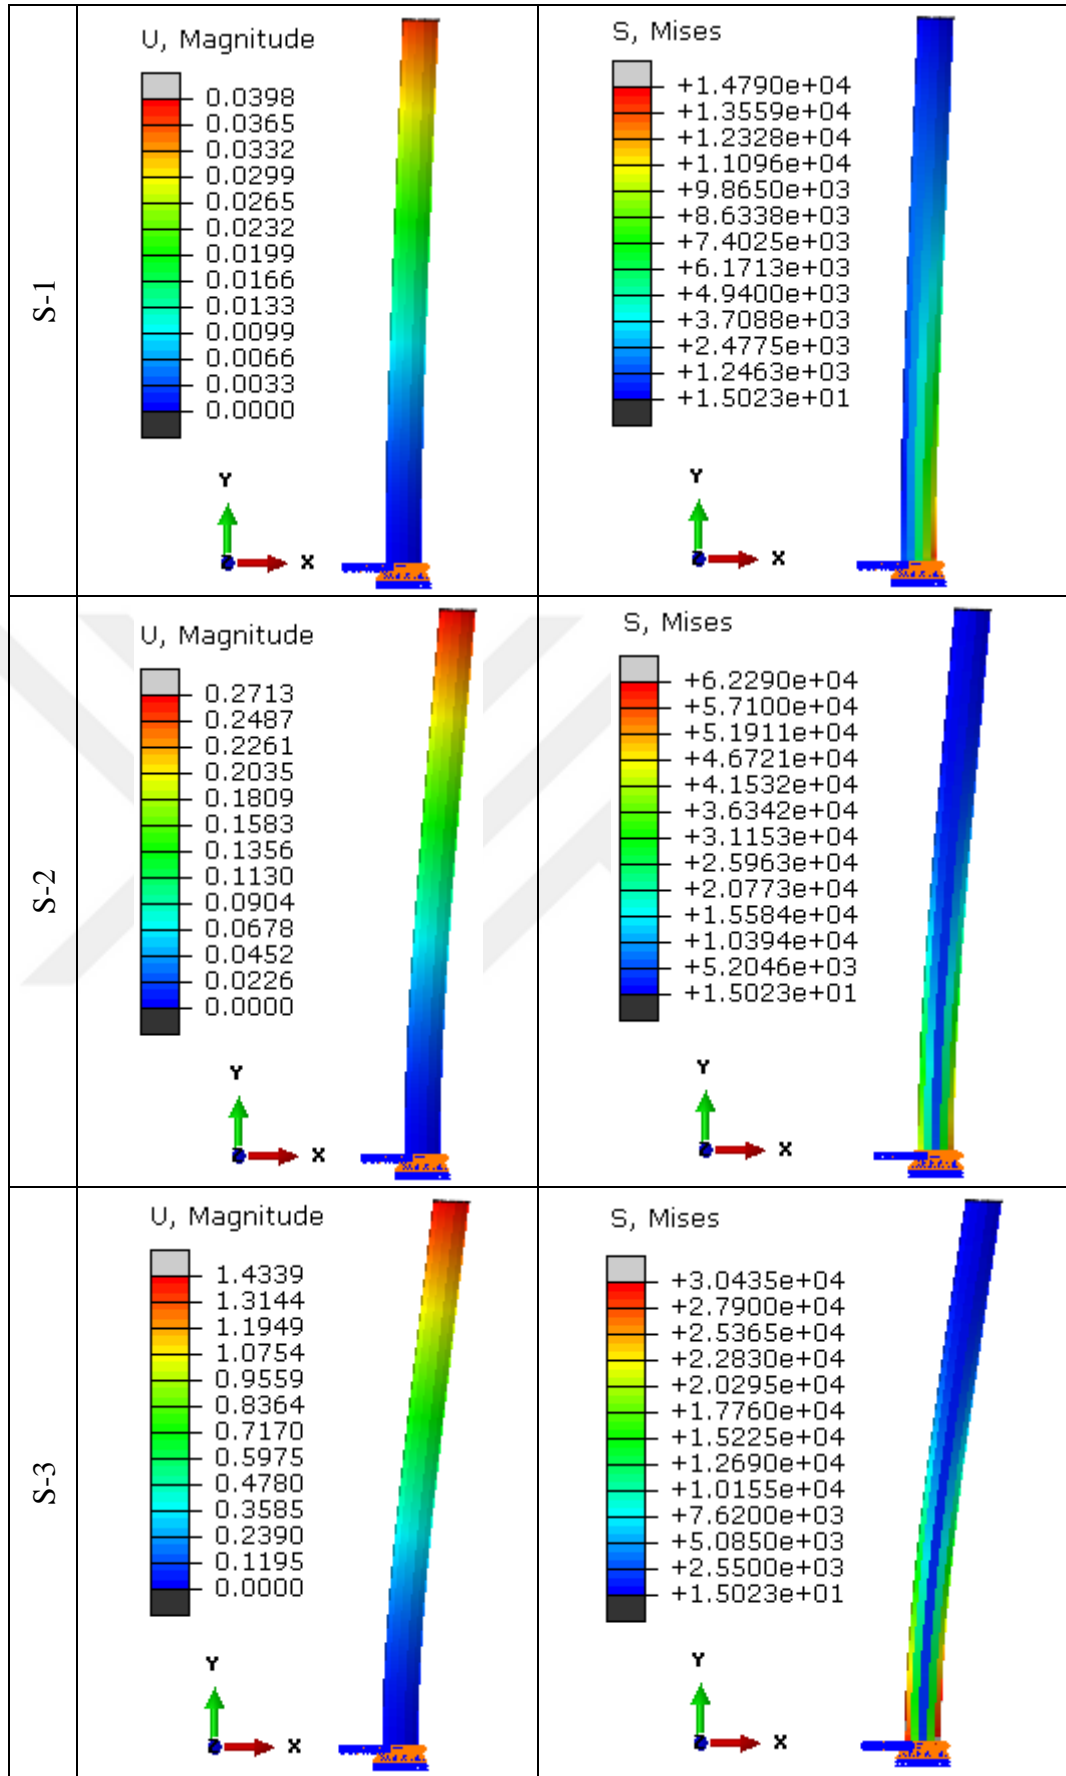 S-1
U, Magnitude
0.0398
0.0365
0.0332
0.0299
0.0265
0.0232
0.0199
0.0166
0.0133
0.0099
0.0066
0.0033
0.0000
Y
X
S, Mises
+1.4790e+04
+1.3559e+04
+1.2328e+04
+1.1096e+04
+9.8650e+03
+8.6338e+03
+7.4025e+03
+6.1713e+03
+4.9400e+03
+3.7088e+03
+2.4775e+03
+1.2463e+03
+1.5023e+01
Y
X
S-2
U, Magnitude
0.2713
0.2487
0.2261
0.2035
0.1809
0.1583
0.1356
0.1130
0.0904
0.0678
0.0452
0.0226
0.0000
Y
X
S, Mises
+6.2290e+04
+5.7100e+04
+5.1911e+04
+4.6721e+04
+4.1532e+04
+3.6342e+04
+3.1153e+04
+2.5963e+04
+2.0773e+04
+1.5584e+04
+1.0394e+04
+5.2046e+03
+1.5023e+01
Y
X
S-3
U, Magnitude
1.4339
1.3144
1.1949
1.0754
0.9559
0.8364
0.7170
0.5975
0.4780
0.3585
0.2390
0.1195
0.0000
Y
X
S, Mises
+3.0435e+04
+2.7900e+04
+2.5365e+04
+2.2830e+04
+2.0295e+04
+1.7760e+04
+1.5225e+04
+1.2690e+04
+1.0155e+04
+7.6200e+03
+5.0850e+03
+2.5500e+03
+1.5023e+01
Y
X